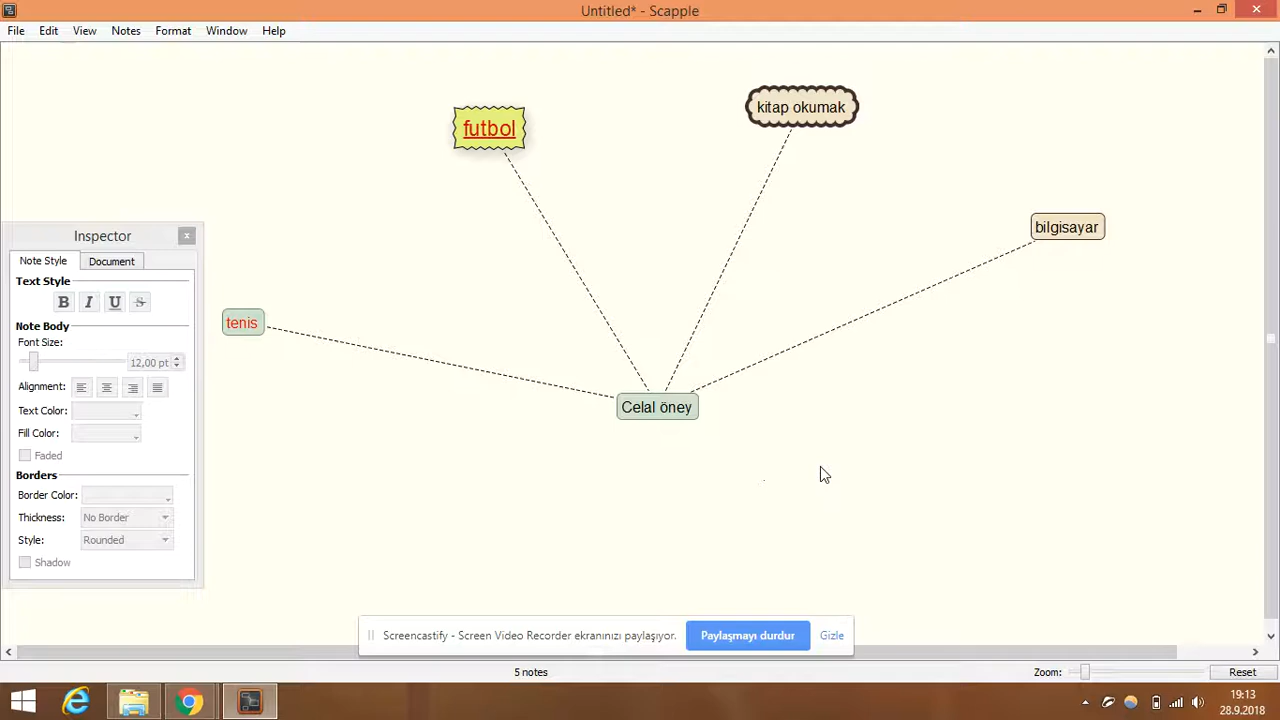 Untitled* - Scapple
File Edit View Notes Format Window Help
futbol
kitap okumak
bilgisayar
tenis
Celal öney
Inspector
x
Note Style Document
Text Style
B I U S
Note Body
Font Size:
12,00 pt
Alignment:
Text Color:
Fill Color:
Faded
Borders
Border Color:
Thickness: No Border
Style: Rounded
Shadow
Screencastify - Screen Video Recorder ekranınızı paylaşıyor. Paylaşmayı durdur Gizle
5 notes Zoom: Reset
19:13
28.9.2018